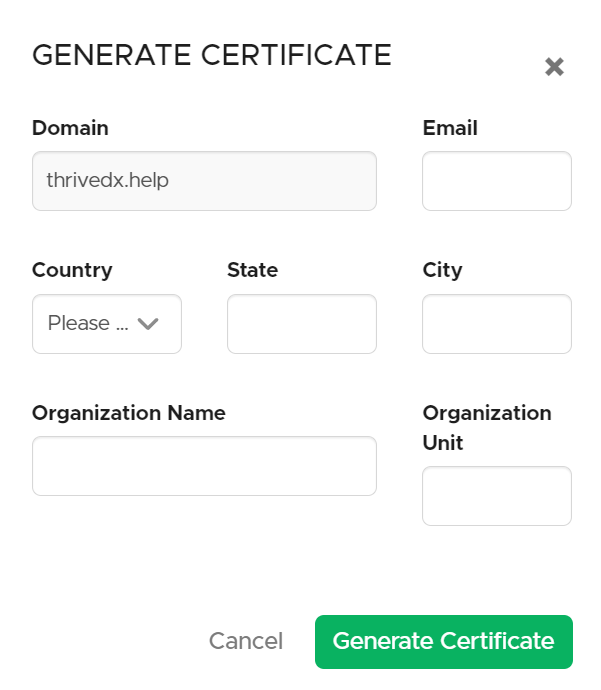 GENERATE CERTIFICATE
Domain
Email
thrivedx.help
Country
State
City
Please ...
Organization Name
Organization
Unit
Cancel
Generate Certificate